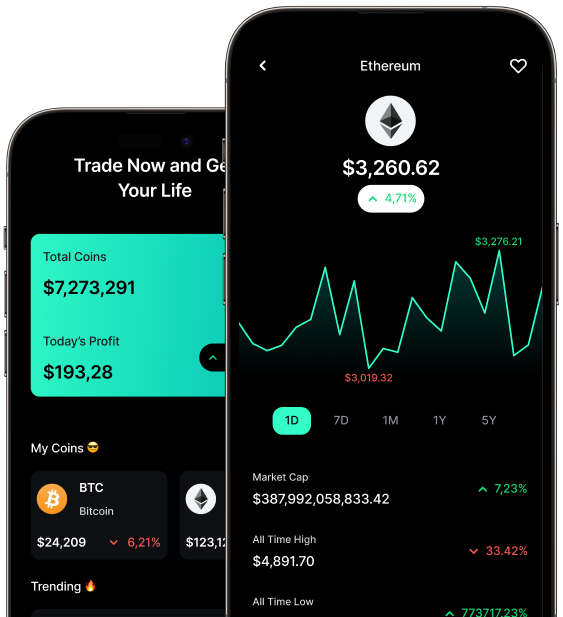 Trade Now and Ge
Your Life
Total Coins
$7,273,291
Today's Profit
$193,28
My Coins 😎
BTC
Bitcoin
$24,209
6,21%
$123,12
Trending 🔥
Ethereum
$3,260.62
4,71%
$3,276.21
$3,019.32
1D 7D 1M 1Y 5Y
Market Cap
$387,992,058,833.42
7,23%
All Time High
$4,891.70
33.42%
All Time Low
773717.23%